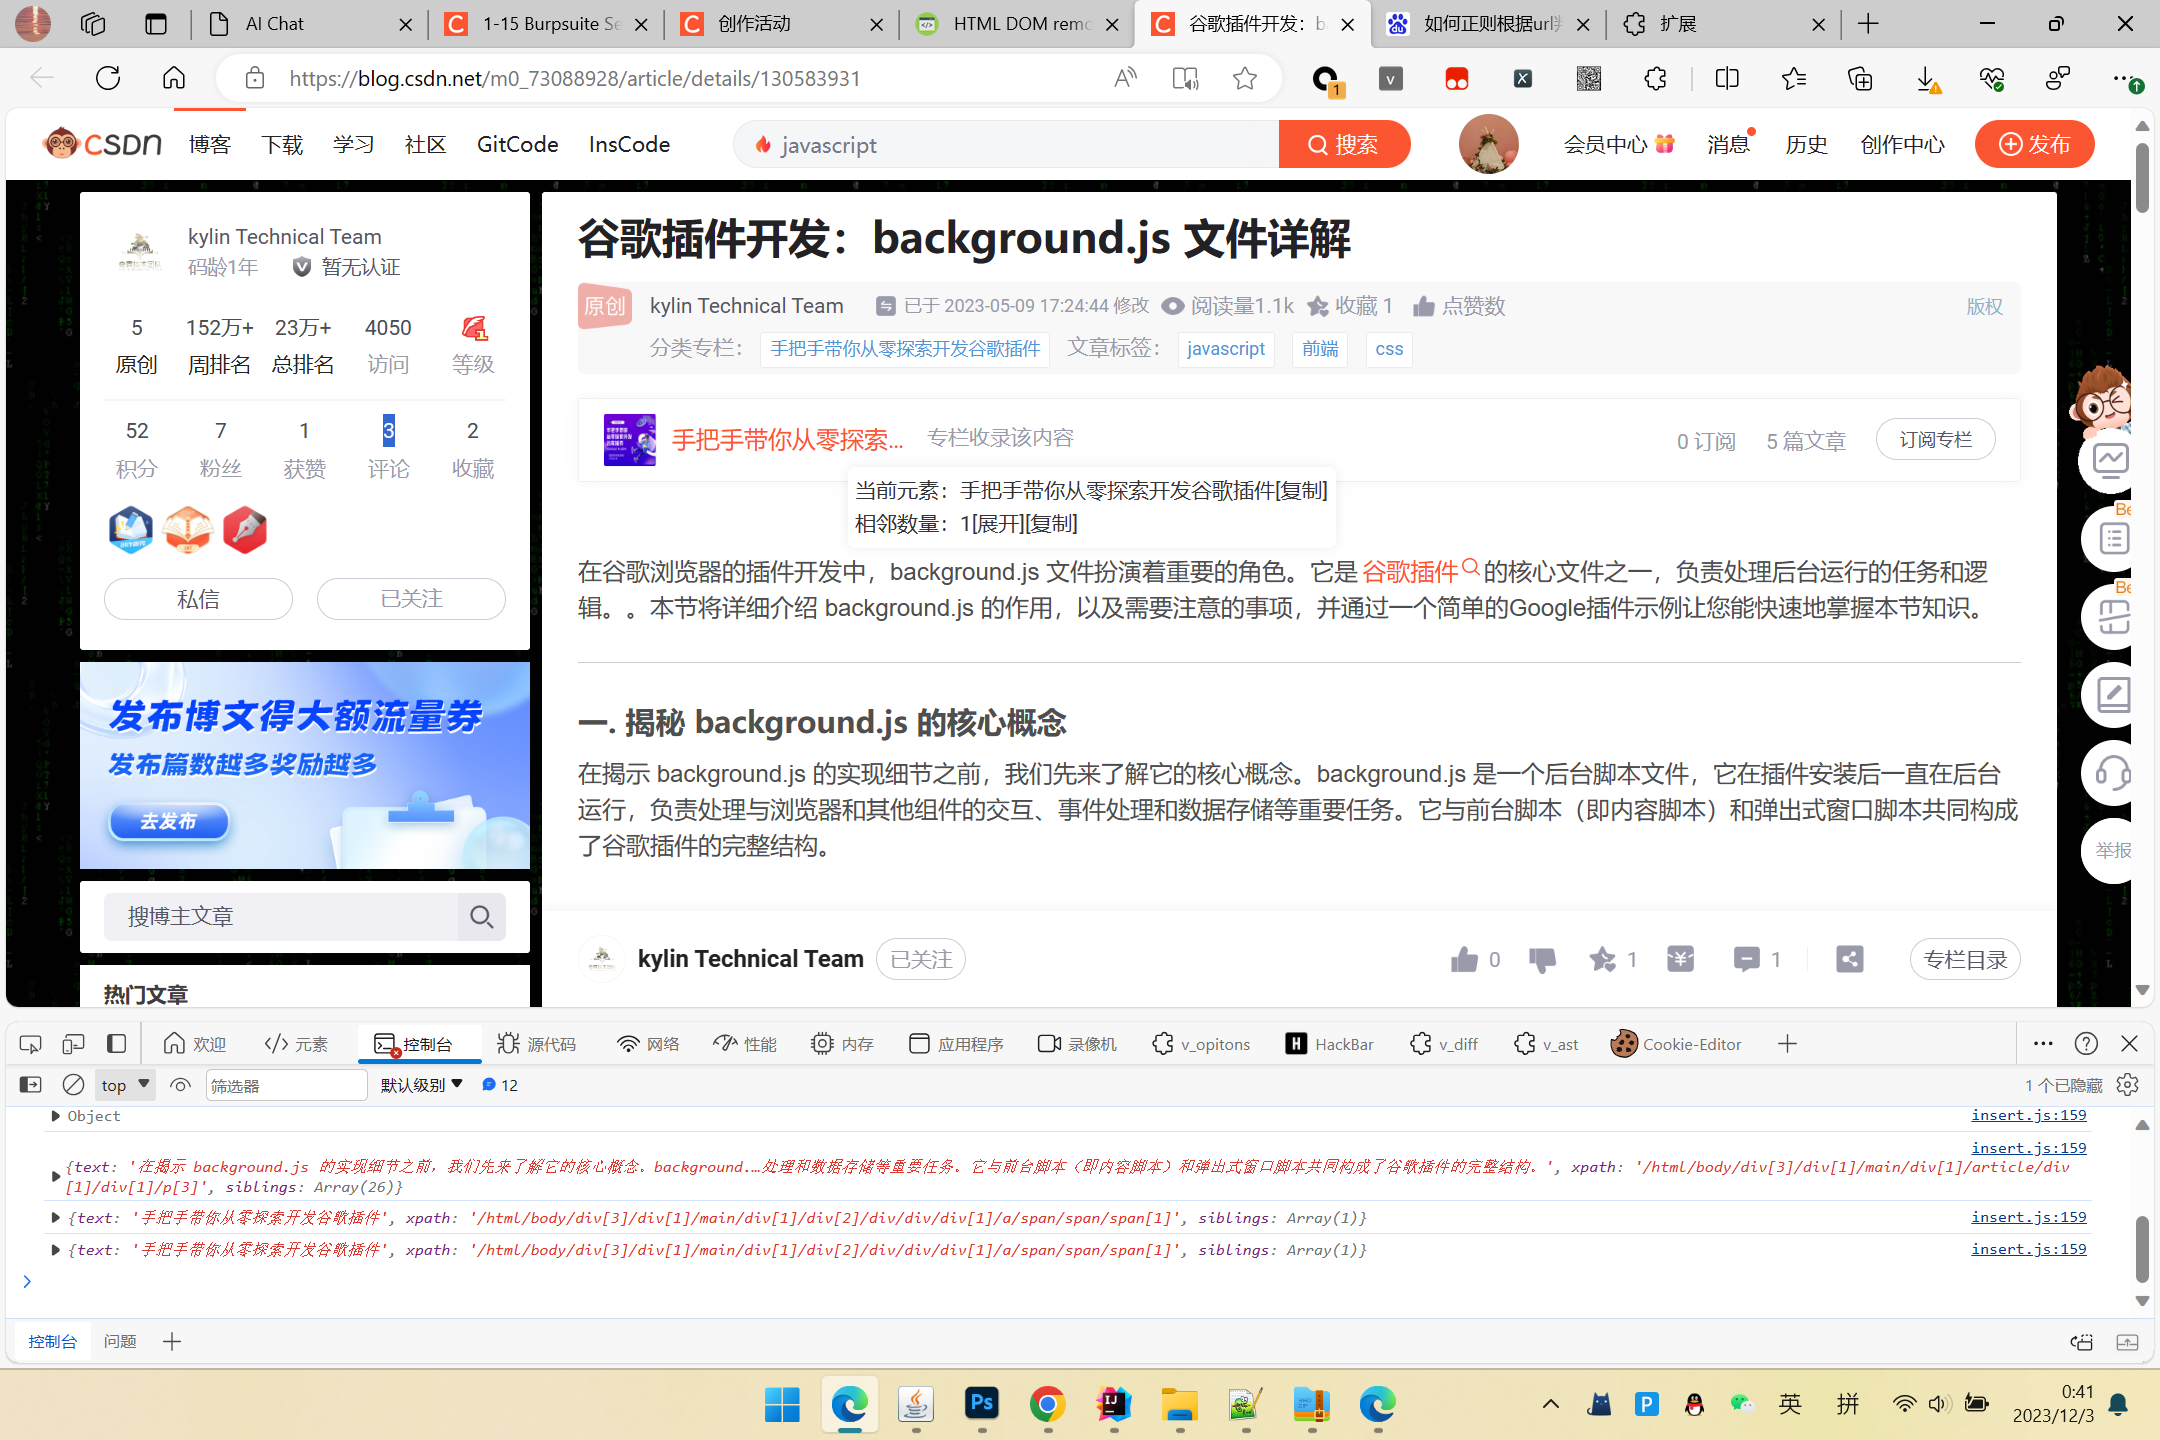 AI Chat
1-15 Burpsuite Se
创作活动
HTML DOM remo
谷歌插件开发：b
如何正则根据url
扩展
https://blog.csdn.net/m0_73088928/article/details/130583931
1
CSDN
博客
下载
学习
社区
GitCode
InsCode
javascript
搜索
会员中心
消息
历史
创作中心
发布
kylin Technical Team
码龄1年
暂无认证
5 152万+ 23万+ 4050
原创 周排名 总排名 访问 等级
52 7 1 3 2
积分 粉丝 获赞 评论 收藏
私信
已关注
发布博文得大额流量券
发布篇数越多奖励越多
去发布
搜博主文章
热门文章
谷歌插件开发：background.js 文件详解
原创 kylin Technical Team 已于 2023-05-09 17:24:44 修改 阅读量1.1k 收藏 1 点赞数 版权
分类专栏： 手把手带你从零探索开发谷歌插件 文章标签： javascript 前端 css
手把手带你从零探索... 专栏收录该内容 0 订阅 5 篇文章 订阅专栏
当前元素：手把手带你从零探索开发谷歌插件[复制]
相邻数量：1[展开][复制]
在谷歌浏览器的插件开发中，background.js 文件扮演着重要的角色。它是 谷歌插件 的核心文件之一，负责处理后台运行的任务和逻
辑。。本节将详细介绍 background.js 的作用，以及需要注意的事项，并通过一个简单的Google插件示例让您能快速地掌握本节知识。
一. 揭秘 background.js 的核心概念
在揭示 background.js 的实现细节之前，我们先来了解它的核心概念。background.js 是一个后台脚本文件，它在插件安装后一直在后台
运行，负责处理与浏览器和其他组件的交互、事件处理和数据存储等重要任务。它与前台脚本（即内容脚本）和弹出式窗口脚本共同构成
了谷歌插件的完整结构。
kylin Technical Team 已关注 0 1 1 专栏目录
Be
Be
举报
欢迎 元素 控制台 源代码 网络 性能 内存 应用程序 录像机 v_opitons HackBar v_diff v_ast Cookie-Editor
top 筛选器 默认级别 12 1 个已隐藏
Object insert.js:159
insert.js:159
{text: '在揭示 background.js 的实现细节之前，我们先来了解它的核心概念。background.…处理和数据存储等重要任务。它与前台脚本（即内容脚本）和弹出式窗口脚本共同构成了谷歌插件的完整结构。', xpath: '/html/body/div[3]/div[1]/main/div[1]/article/div
[1]/div[1]/p[3]', siblings: Array(26)}
{text: '手把手带你从零探索开发谷歌插件', xpath: '/html/body/div[3]/div[1]/main/div[1]/div[2]/div/div/div[1]/a/span/span/span[1]', siblings: Array(1)} insert.js:159
{text: '手把手带你从零探索开发谷歌插件', xpath: '/html/body/div[3]/div[1]/main/div[1]/div[2]/div/div/div[1]/a/span/span/span[1]', siblings: Array(1)} insert.js:159
控制台 问题
英
拼
0:41
2023/12/3